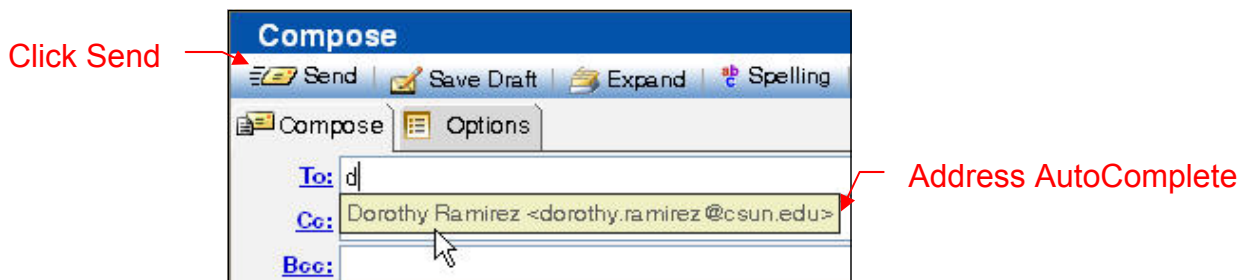 Compose
Click Send
Send Save Draft Expand Spelling
Compose Options
To: d
Address AutoComplete
Cc: Dorothy Ramirez <dorothy.ramirez@csun.edu>
Bcc: